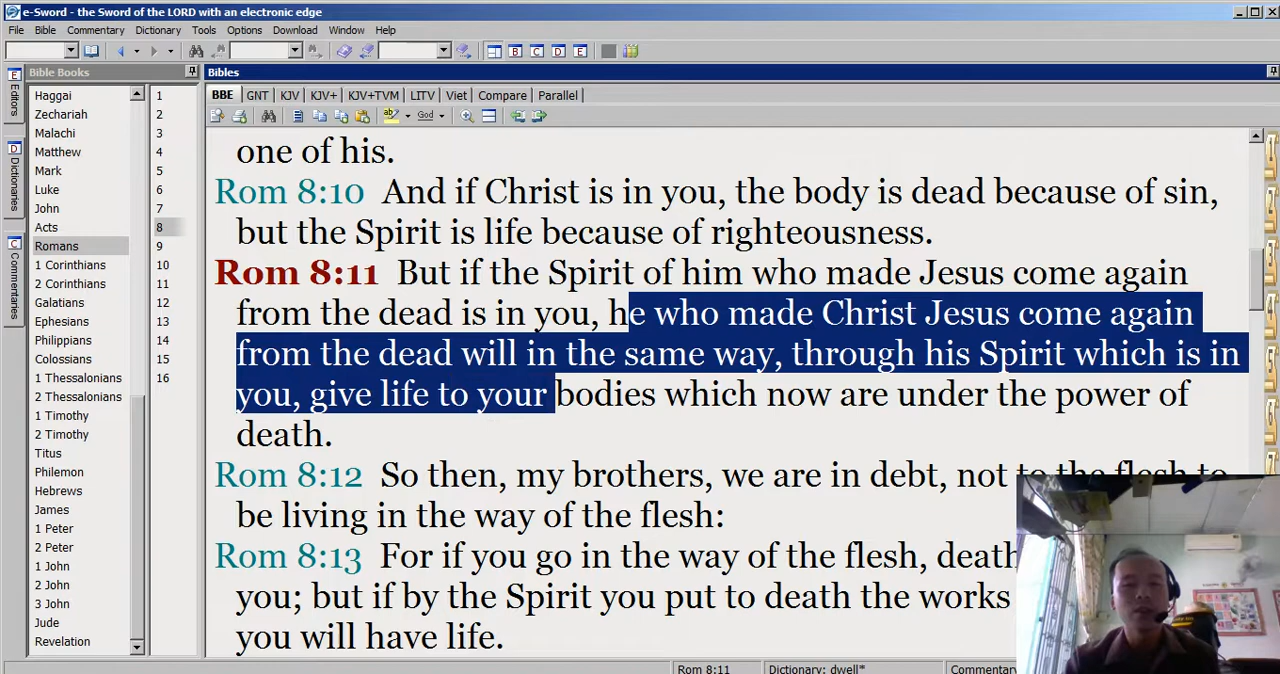 e-Sword - the Sword of the LORD with an electronic edge
File Bible Commentary Dictionary Tools Options Download Window Help
B C D E
Bible Books
Bibles
E Editors
D Dictionaries
C Commentaries
Haggai
Zechariah
Malachi
Matthew
Mark
Luke
John
Acts
Romans
1 Corinthians
2 Corinthians
Galatians
Ephesians
Philippians
Colossians
1 Thessalonians
2 Thessalonians
1 Timothy
2 Timothy
Titus
Philemon
Hebrews
James
1 Peter
2 Peter
1 John
2 John
3 John
Jude
Revelation
1
2
3
4
5
6
7
8
9
10
11
12
13
14
15
16
BBE GNT KJV KJV+ KJV+TVM LITV Viet Compare Parallel
ab God
one of his.
Rom 8:10 And if Christ is in you, the body is dead because of sin,
but the Spirit is life because of righteousness.
Rom 8:11 But if the Spirit of him who made Jesus come again
from the dead is in you, he who made Christ Jesus come again
from the dead will in the same way, through his Spirit which is in
you, give life to your bodies which now are under the power of
death.
Rom 8:12 So then, my brothers, we are in debt, not to the flesh to
be living in the way of the flesh:
Rom 8:13 For if you go in the way of the flesh, death
you; but if by the Spirit you put to death the works
you will have life.
Rom 8:11 Dictionary: dwell* Commentary